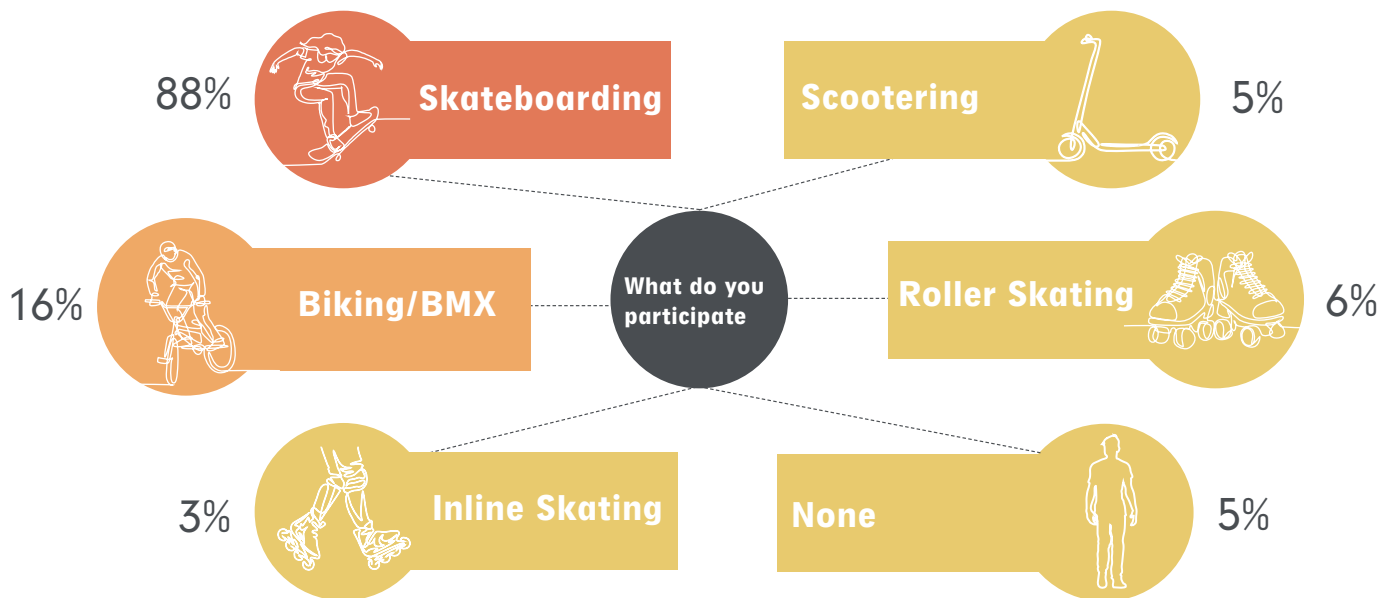 88%
Skateboarding
Scootering
5%
16%
Biking/BMX
What do you
participate
Roller Skating
6%
3%
Inline Skating
None
5%